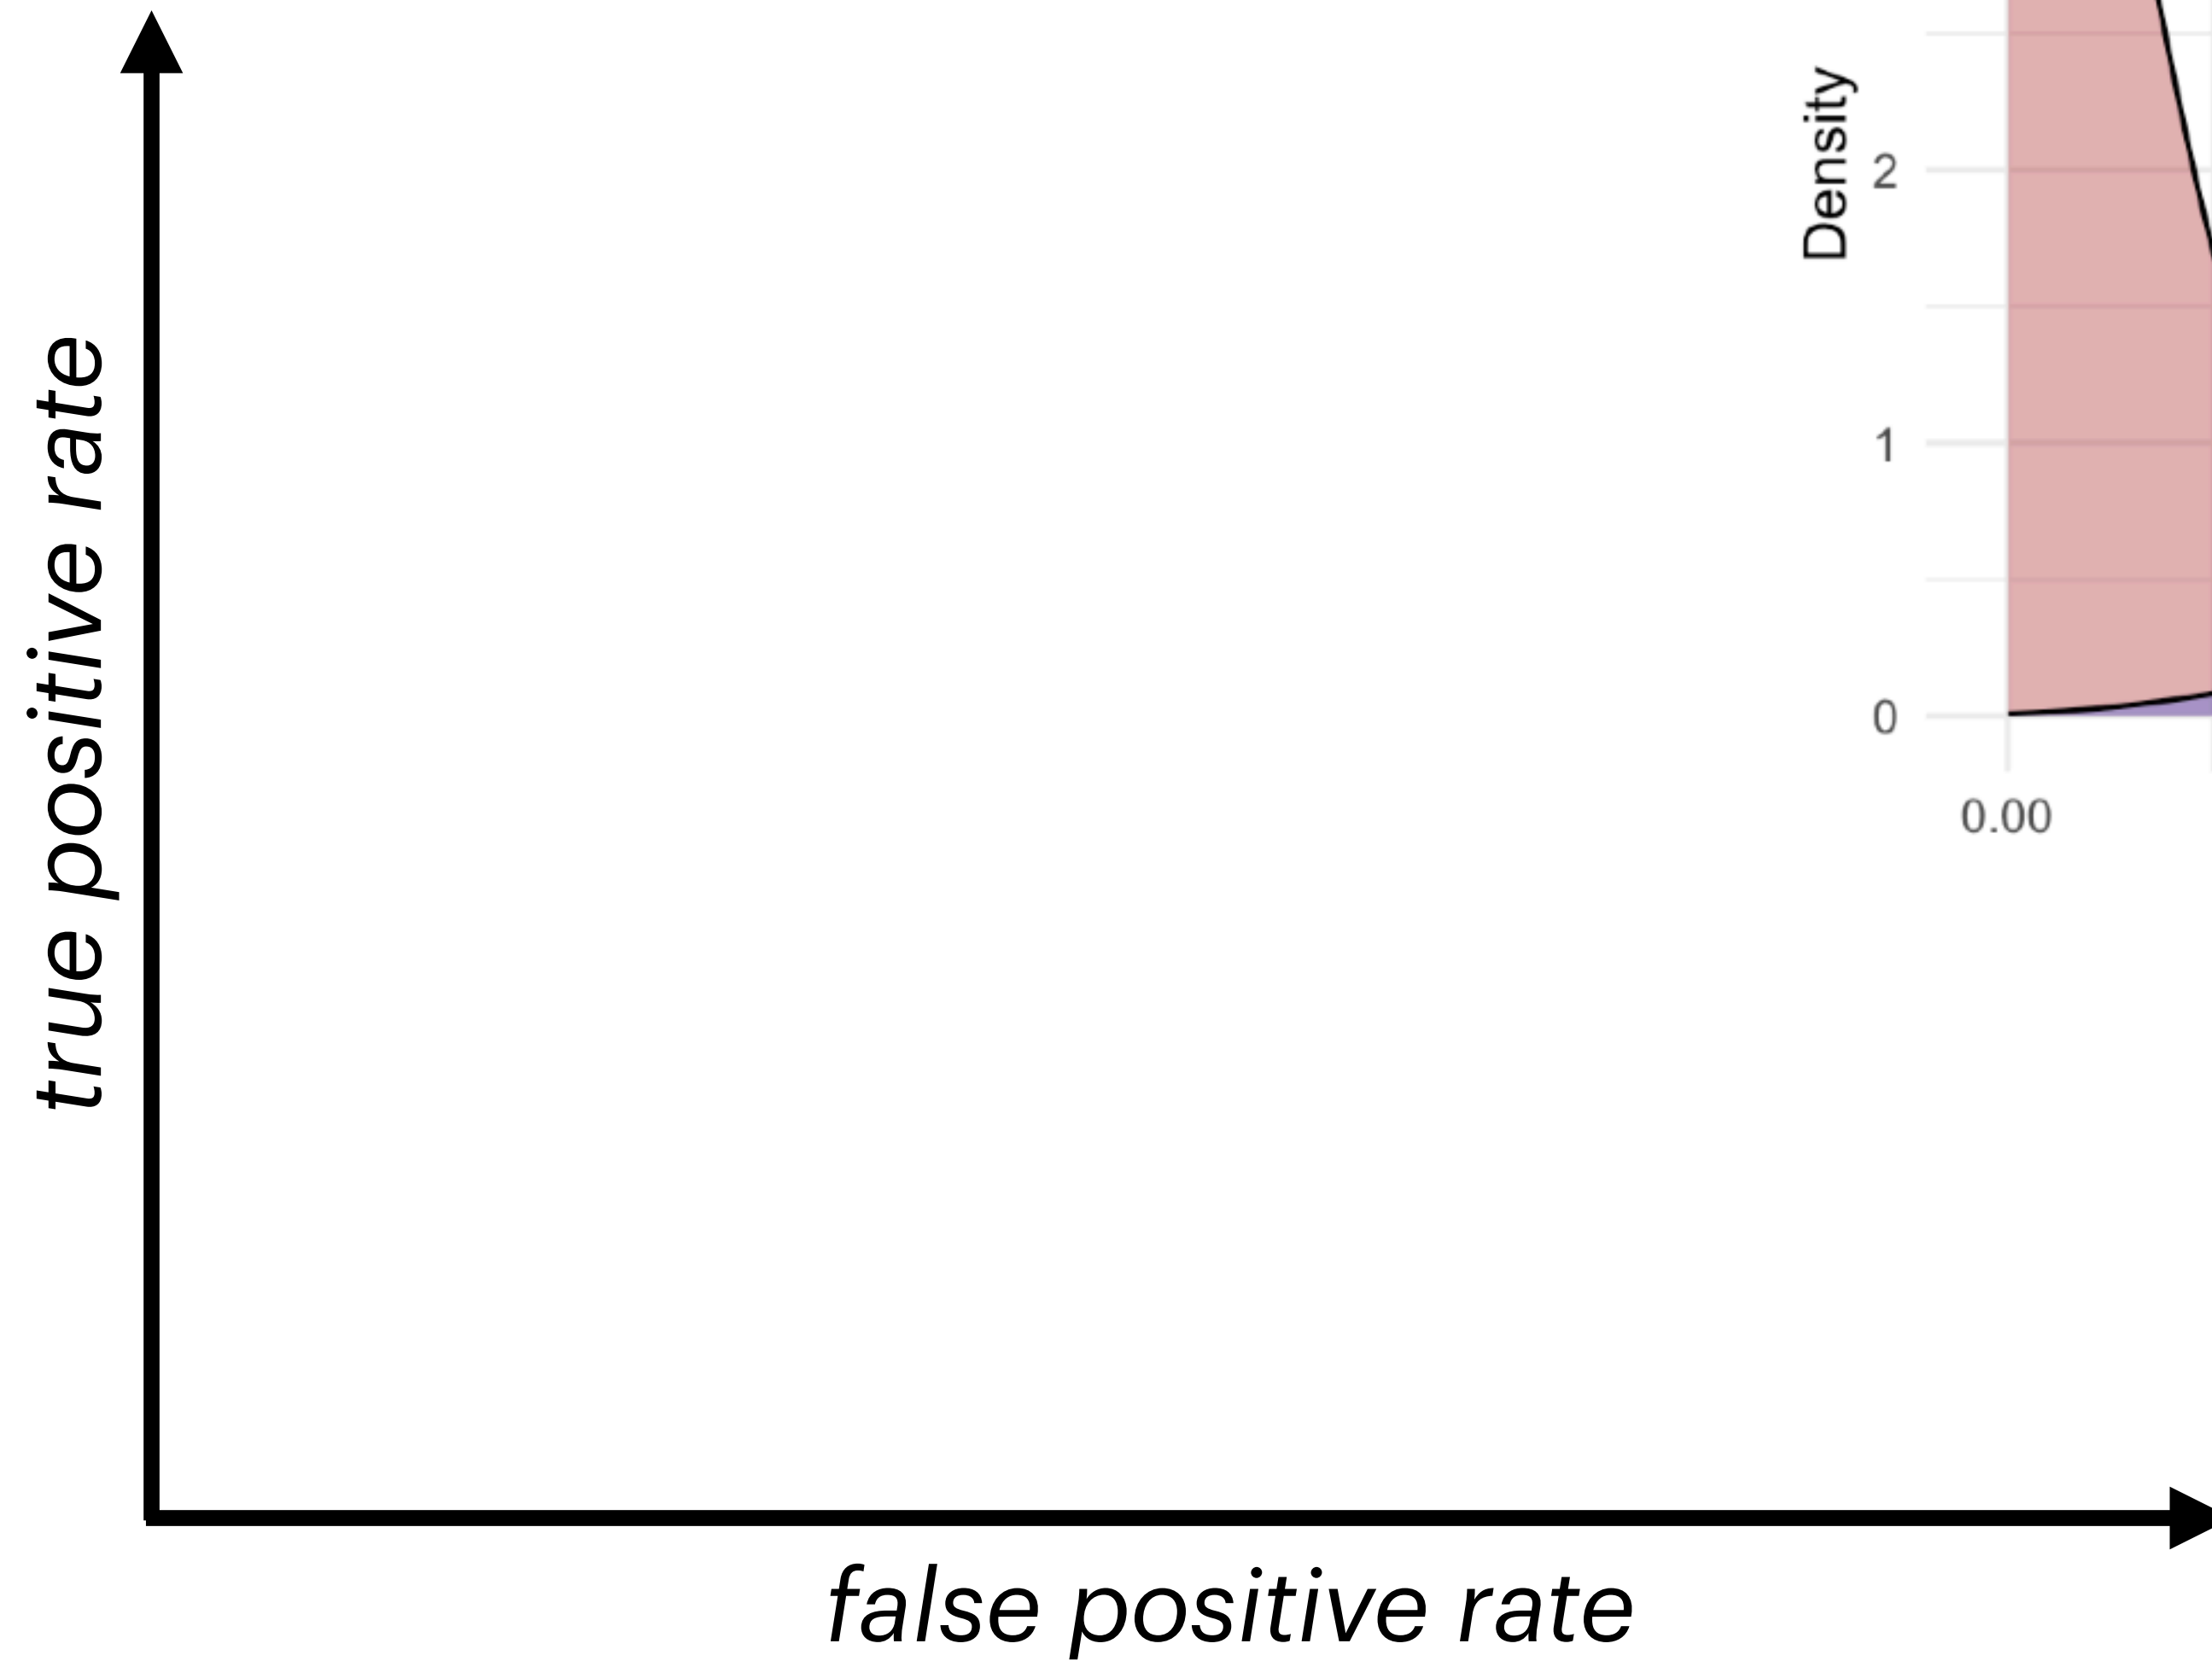 true positive rate
false positive rate
Density
2
1
0
0.00